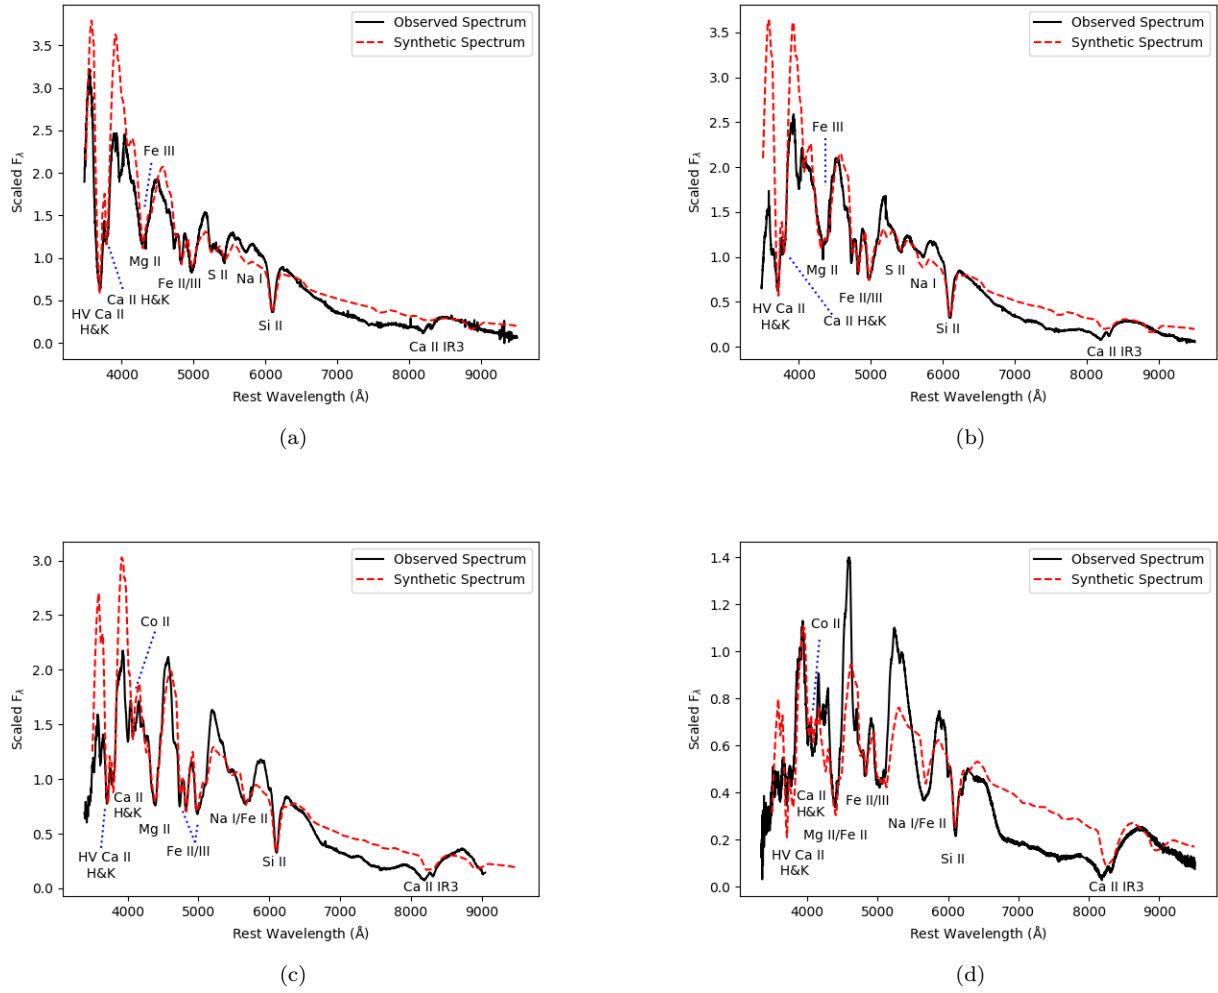 Observed Spectrum
Synthetic Spectrum
3.5
3.0
2.5
2.0
1.5
1.0
0.5
0.0
Scaled Fλ
Fe III
Mg II
Ca II H&K
HV Ca II
H&K
Fe II/III
S II
Na I
Si II
Ca II IR3
4000 5000 6000 7000 8000 9000
Rest Wavelength (Å)
(a)
Observed Spectrum
Synthetic Spectrum
3.5
3.0
2.5
2.0
1.5
1.0
0.5
0.0
Scaled Fλ
Fe III
Mg II
HV Ca II
H&K
Ca II H&K
Fe II/III
S II
Na I
Si II
Ca II IR3
4000 5000 6000 7000 8000 9000
Rest Wavelength (Å)
(b)
Observed Spectrum
Synthetic Spectrum
3.0
2.5
2.0
1.5
1.0
0.5
0.0
Scaled Fλ
Co II
Ca II
H&K
Mg II
HV Ca II
H&K
Fe II/III
Na I/Fe II
Si II
Ca II IR3
4000 5000 6000 7000 8000 9000
Rest Wavelength (Å)
(c)
Observed Spectrum
Synthetic Spectrum
1.4
1.2
1.0
0.8
0.6
0.4
0.2
0.0
Scaled Fλ
Co II
Ca II
H&K
Fe II/III
Mg II/Fe II
HV Ca II
H&K
Na I/Fe II
Si II
Ca II IR3
4000 5000 6000 7000 8000 9000
Rest Wavelength (Å)
(d)